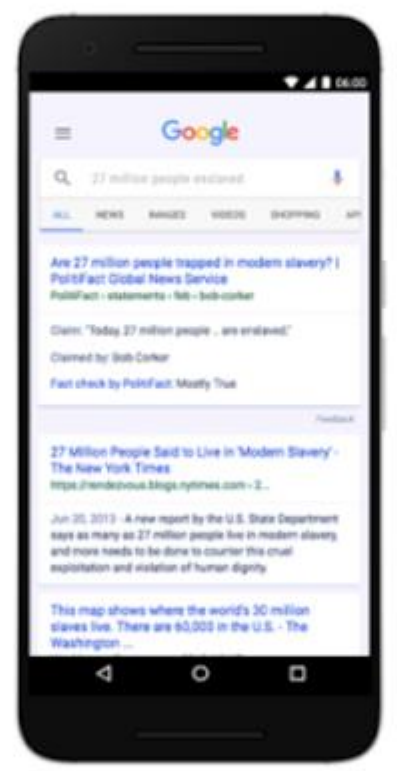 06:00
Google
27 million people enslaved
ALL NEWS IMAGES VIDEOS SHOPPING AP
Are 27 million people trapped in modern slavery? |
PolitiFact Global News
Service
PolitiFact › statements › feb › bob-corker
Claim: "Today, 27 million people .. are enslaved."
Claimed by: Bob Corker
Fact check by PolitiFact: Mostly True
Feedback
27 Million People Said to Live in 'Modern Slavery' -
The New York Times
https://rendezvous.blogs.nytimes.com › 2...
Jun 20, 2013 - A new report by the U.S. State Department
says as many as 27 million people live in modern slavery,
and more needs to be done to counter this cruel
exploitation and violation of human dignity.
This map shows where the world's 30 million
slaves live. There are 60,000 in the U.S. - The
Washington ...